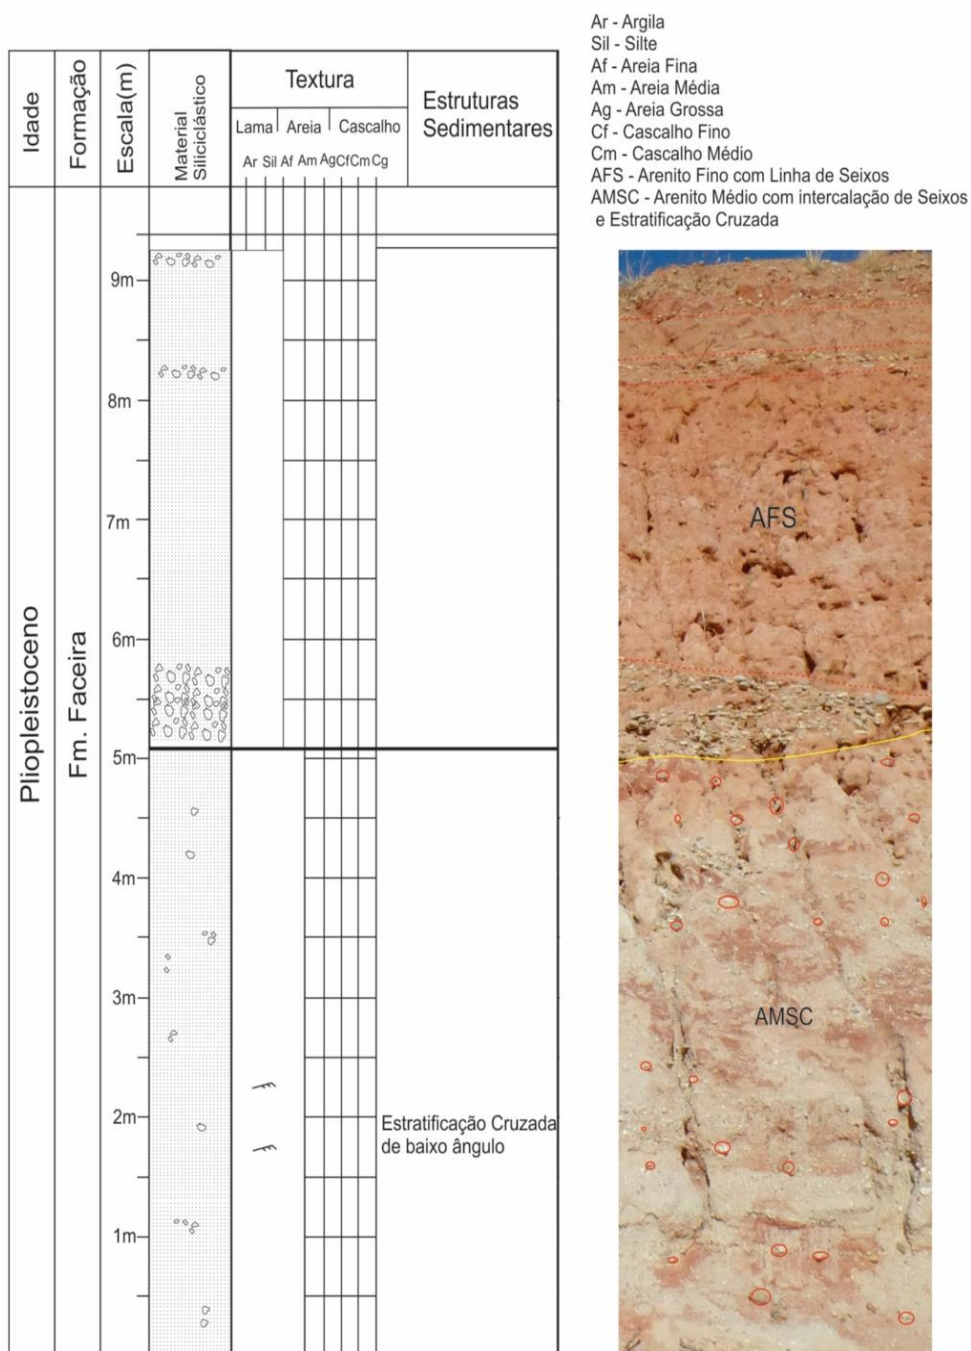 Ar - Argila
Sil - Silte
Af - Areia Fina
Am - Areia Média
Ag - Areia Grossa
Cf - Cascalho Fino
Cm - Cascalho Médio
AFS - Arenito Fino com Linha de Seixos
AMSC - Arenito Médio com intercalação de Seixos
e Estratificação Cruzada
Idade
Formação
Escala(m)
Material
Siliciclástico
Textura
Lama Areia Cascalho
Ar Sil Af Am Ag Cf Cm Cg
Estruturas
Sedimentares
Pliopleistoceno
Fm. Faceira
9m
8m
7m
6m
5m
4m
3m
2m
1m
Estratificação Cruzada
de baixo ângulo
AFS
AMSC